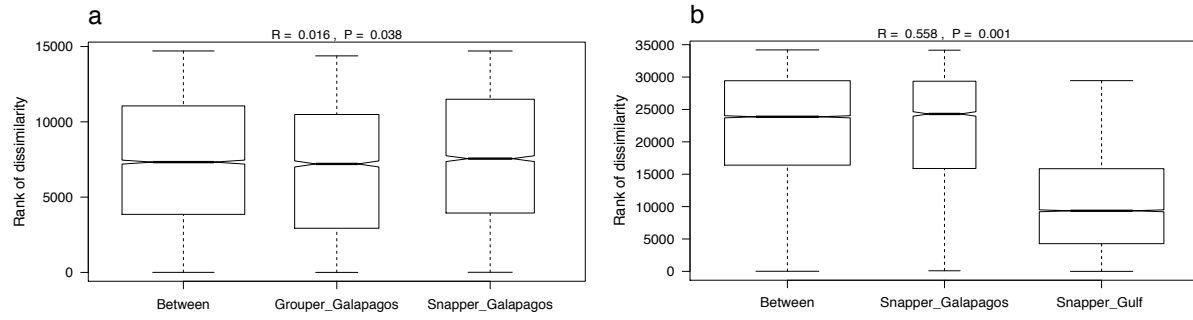 a
R = 0.016 , P = 0.038
Rank of dissimilarity
15000
10000
5000
0
Between Grouper_Galapagos Snapper_Galapagos
b
R = 0.558 , P = 0.001
Rank of dissimilarity
35000
30000
25000
20000
15000
10000
5000
0
Between Snapper_Galapagos Snapper_Gulf